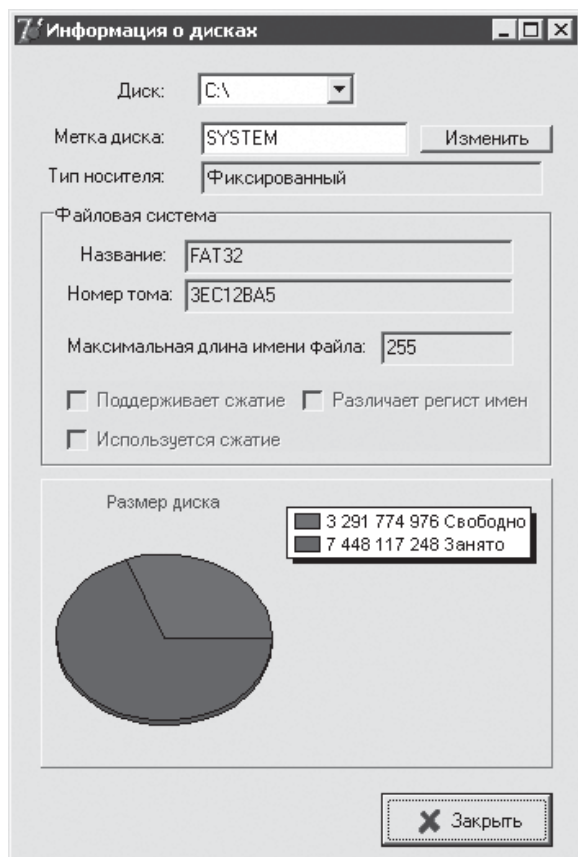 Информация о дисках
Диск: C:\
Метка диска: SYSTEM Изменить
Тип носителя: Фиксированный
Файловая система
Название: FAT32
Номер тома: 3EC12BA5
Максимальная длина имени файла: 255
Поддерживает сжатие Различает регист имен
Используется сжатие
Размер диска
3 291 774 976 Свободно
7 448 117 248 Занято
Закрыть